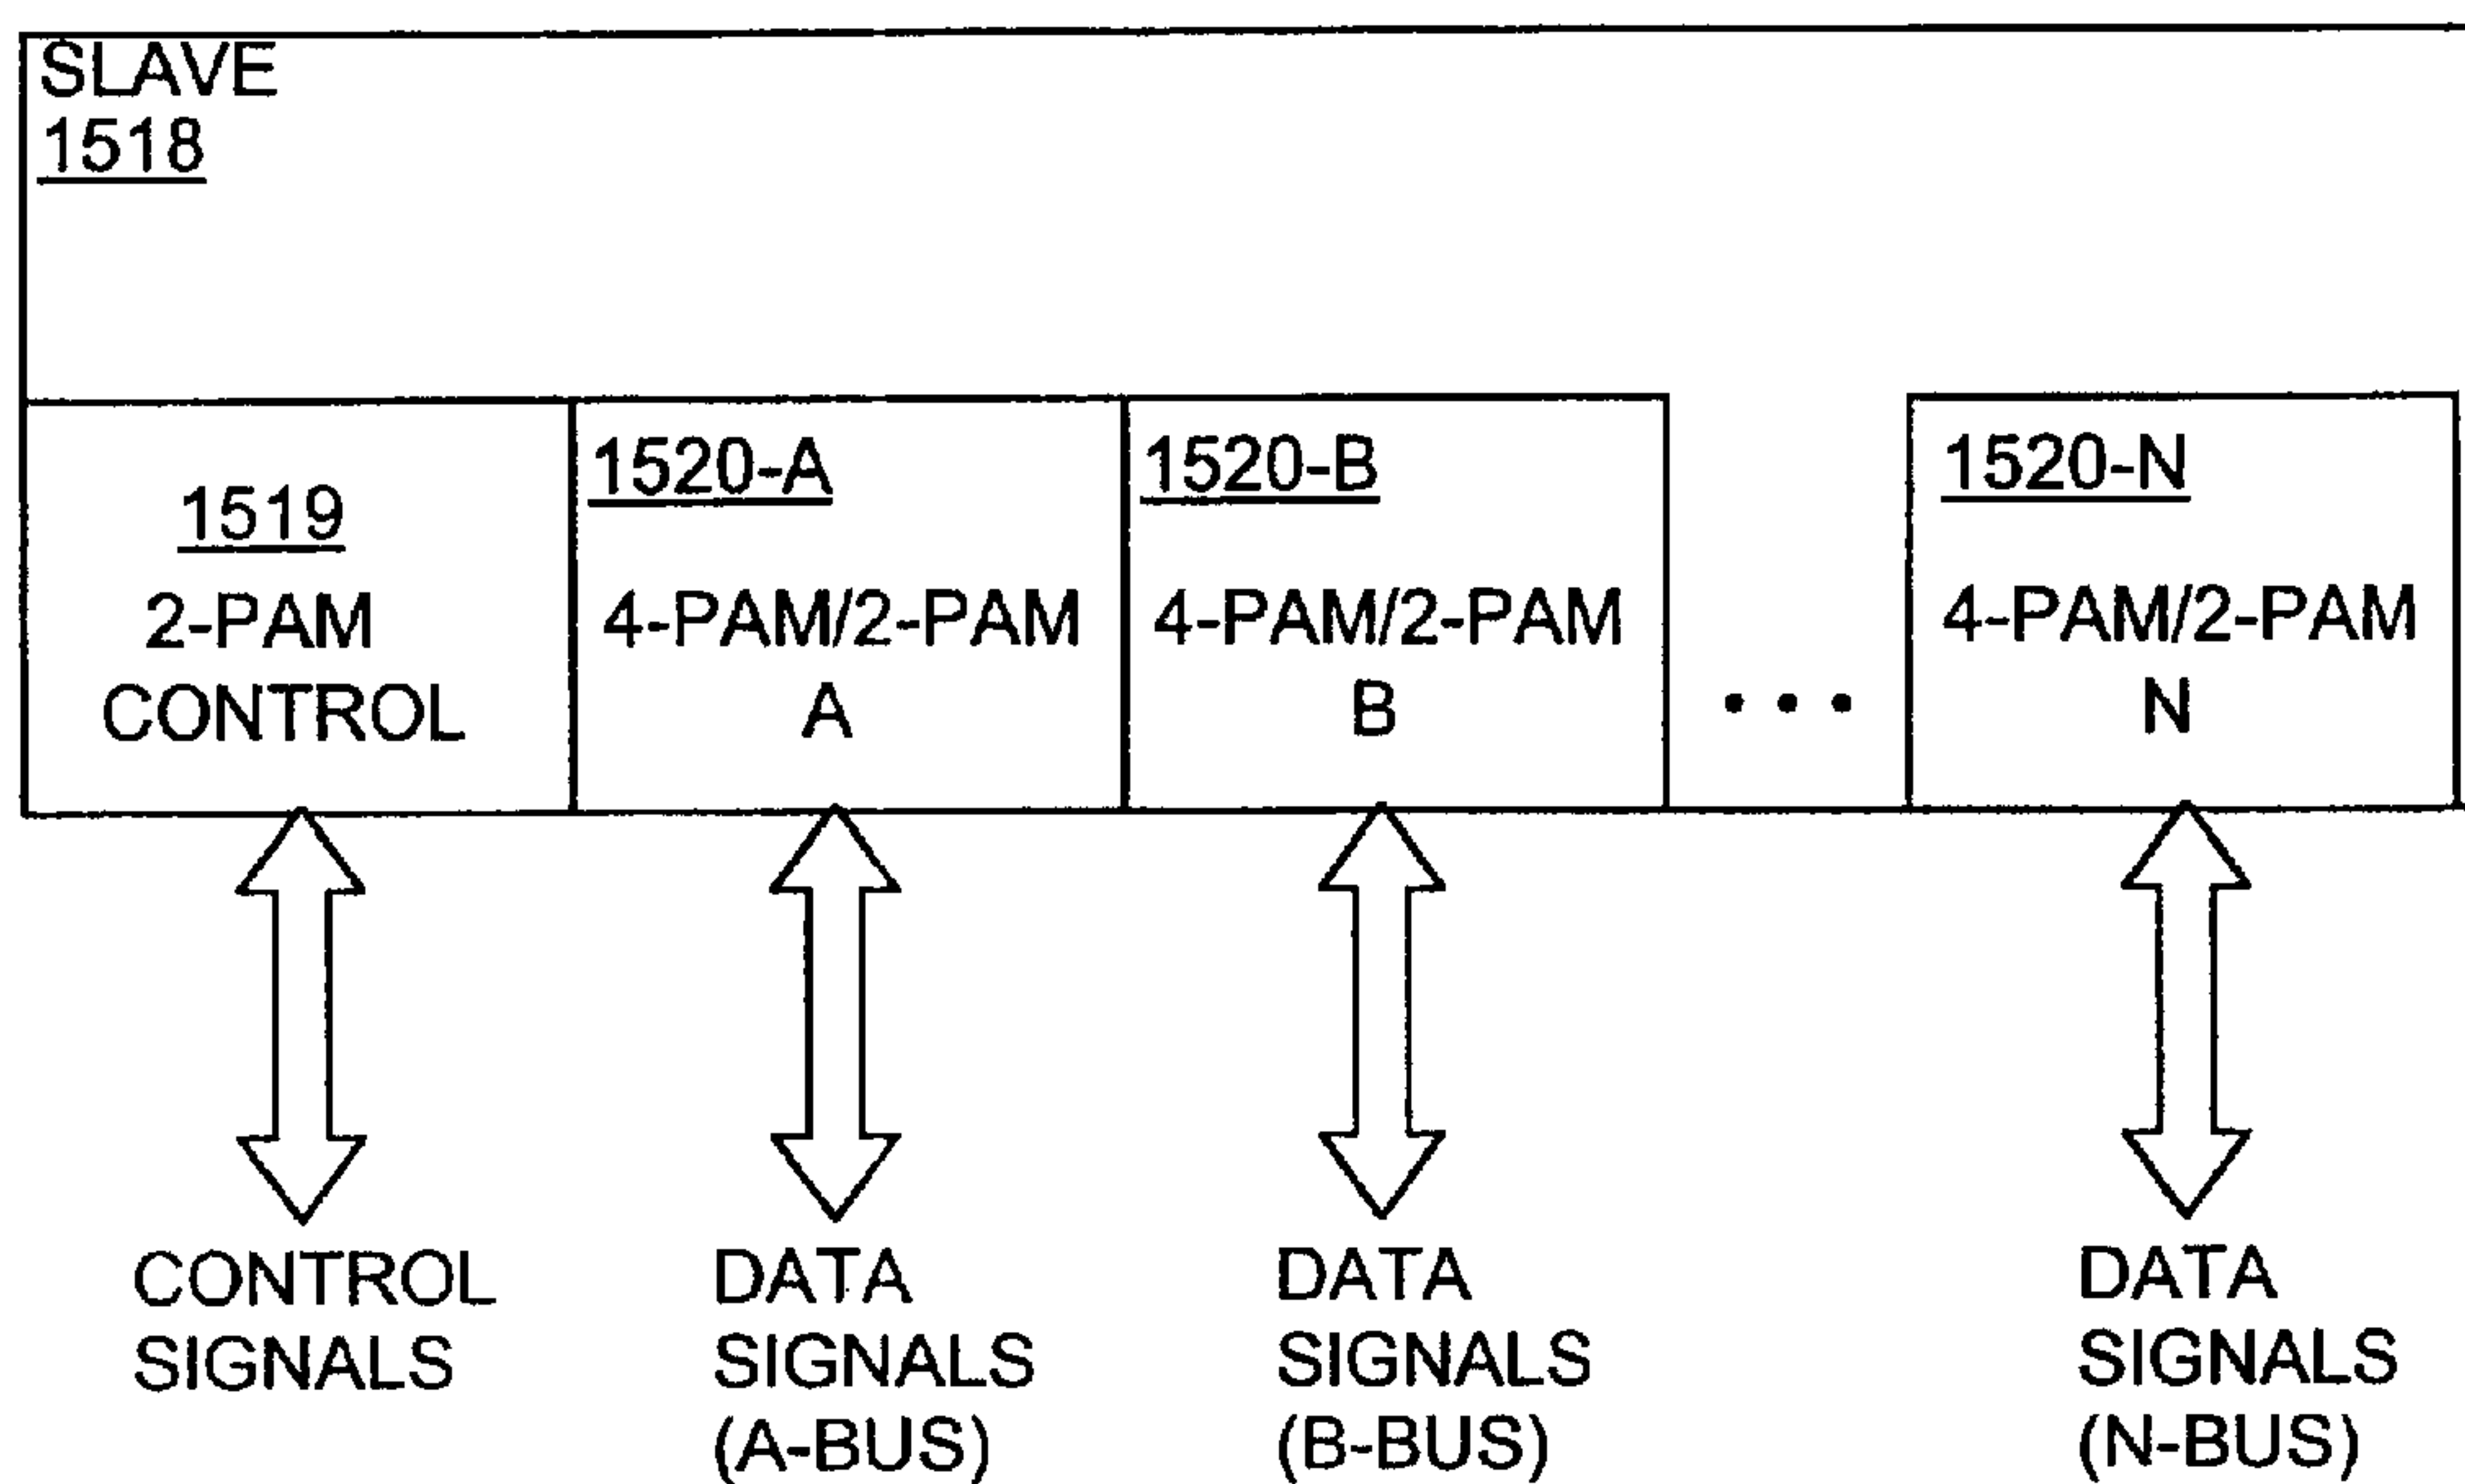 SLAVE
1518
1519
2-PAM
CONTROL
1520-A
4-PAM/2-PAM
A
1520-B
4-PAM/2-PAM
B
• • •
1520-N
4-PAM/2-PAM
N
CONTROL
SIGNALS
DATA
SIGNALS
(A-BUS)
DATA
SIGNALS
(B-BUS)
DATA
SIGNALS
(N-BUS)